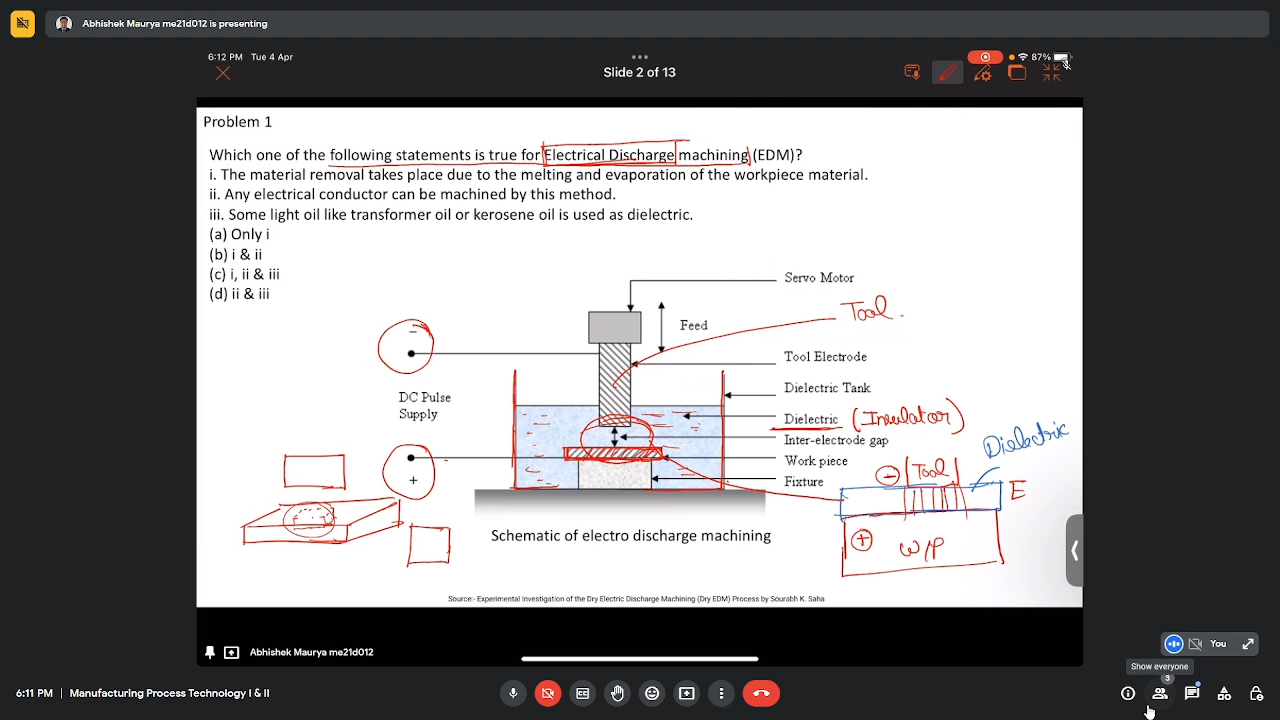 Abhishek Maurya me21d012 is presenting
6:12 PM Tue 4 Apr
87%
Slide 2 of 13
Problem 1
Which one of the following statements is true for Electrical Discharge machining (EDM)?
i. The material removal takes place due to the melting and evaporation of the workpiece material.
ii. Any electrical conductor can be machined by this method.
iii. Some light oil like transformer oil or kerosene oil is used as dielectric.
(a) Only i
(b) i & ii
(c) i, ii & iii
(d) ii & iii
Servo Motor
Tool
Feed
-
Tool Electrode
Dielectric Tank
DC Pulse
Supply
Dielectric (Insulator)
Inter-electrode gap
Dielectric
Work piece
+
Fixture
Tool
E
+ W/P
Schematic of electro discharge machining
Source:- Experimental Investigation of the Dry Electric Discharge Machining (Dry EDM) Process by Sourabh K. Saha
Abhishek Maurya me21d012
You
Show everyone
3
6:11 PM | Manufacturing Process Technology I & II